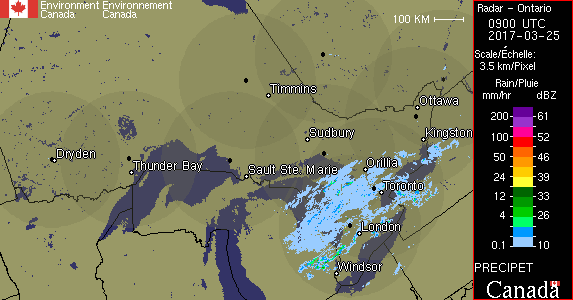 Environment Environnement
Canada Canada
100 KM
Timmins
Ottawa
Kingston
Sudbury
Dryden
Thunder Bay
Sault Ste. Marie
Orillia
Toronto
London
Windsor
Radar - Ontario
0900 UTC
2017-03-25
Scale/Échelle:
3.5 km/Pixel
Rain/Pluie
mm/hr dBZ
200 61
100 52
50 46
24 39
12 33
4 26
0.1 10
PRECIPET
Canada